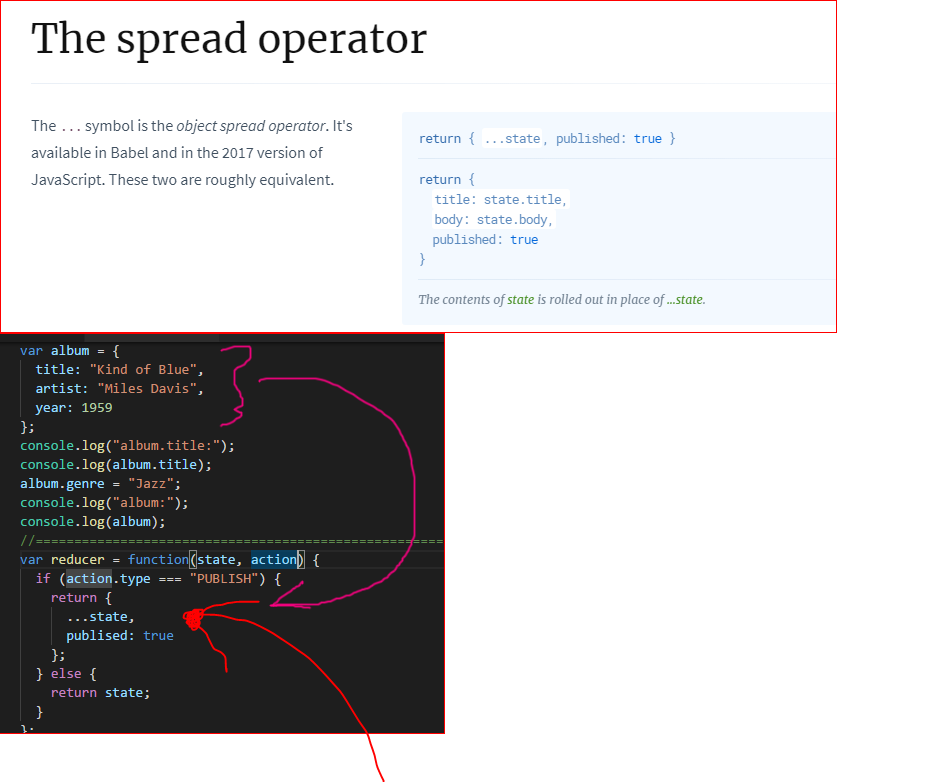 The spread operator
The ... symbol is the object spread operator. It's
available in Babel and in the 2017 version of
JavaScript. These two are roughly equivalent.
return { ...state, published: true }
return {
title: state.title,
body: state.body,
published: true
}
The contents of state is rolled out in place of ...state.
var album = {
title: "Kind of Blue",
artist: "Miles Davis",
year: 1959
};
console.log("album.title:");
console.log(album.title);
album.genre = "Jazz";
console.log("album:");
console.log(album);
//=====================================================
var reducer = function(state, action) {
if (action.type === "PUBLISH") {
return {
...state,
publised: true
};
} else {
return state;
}
};